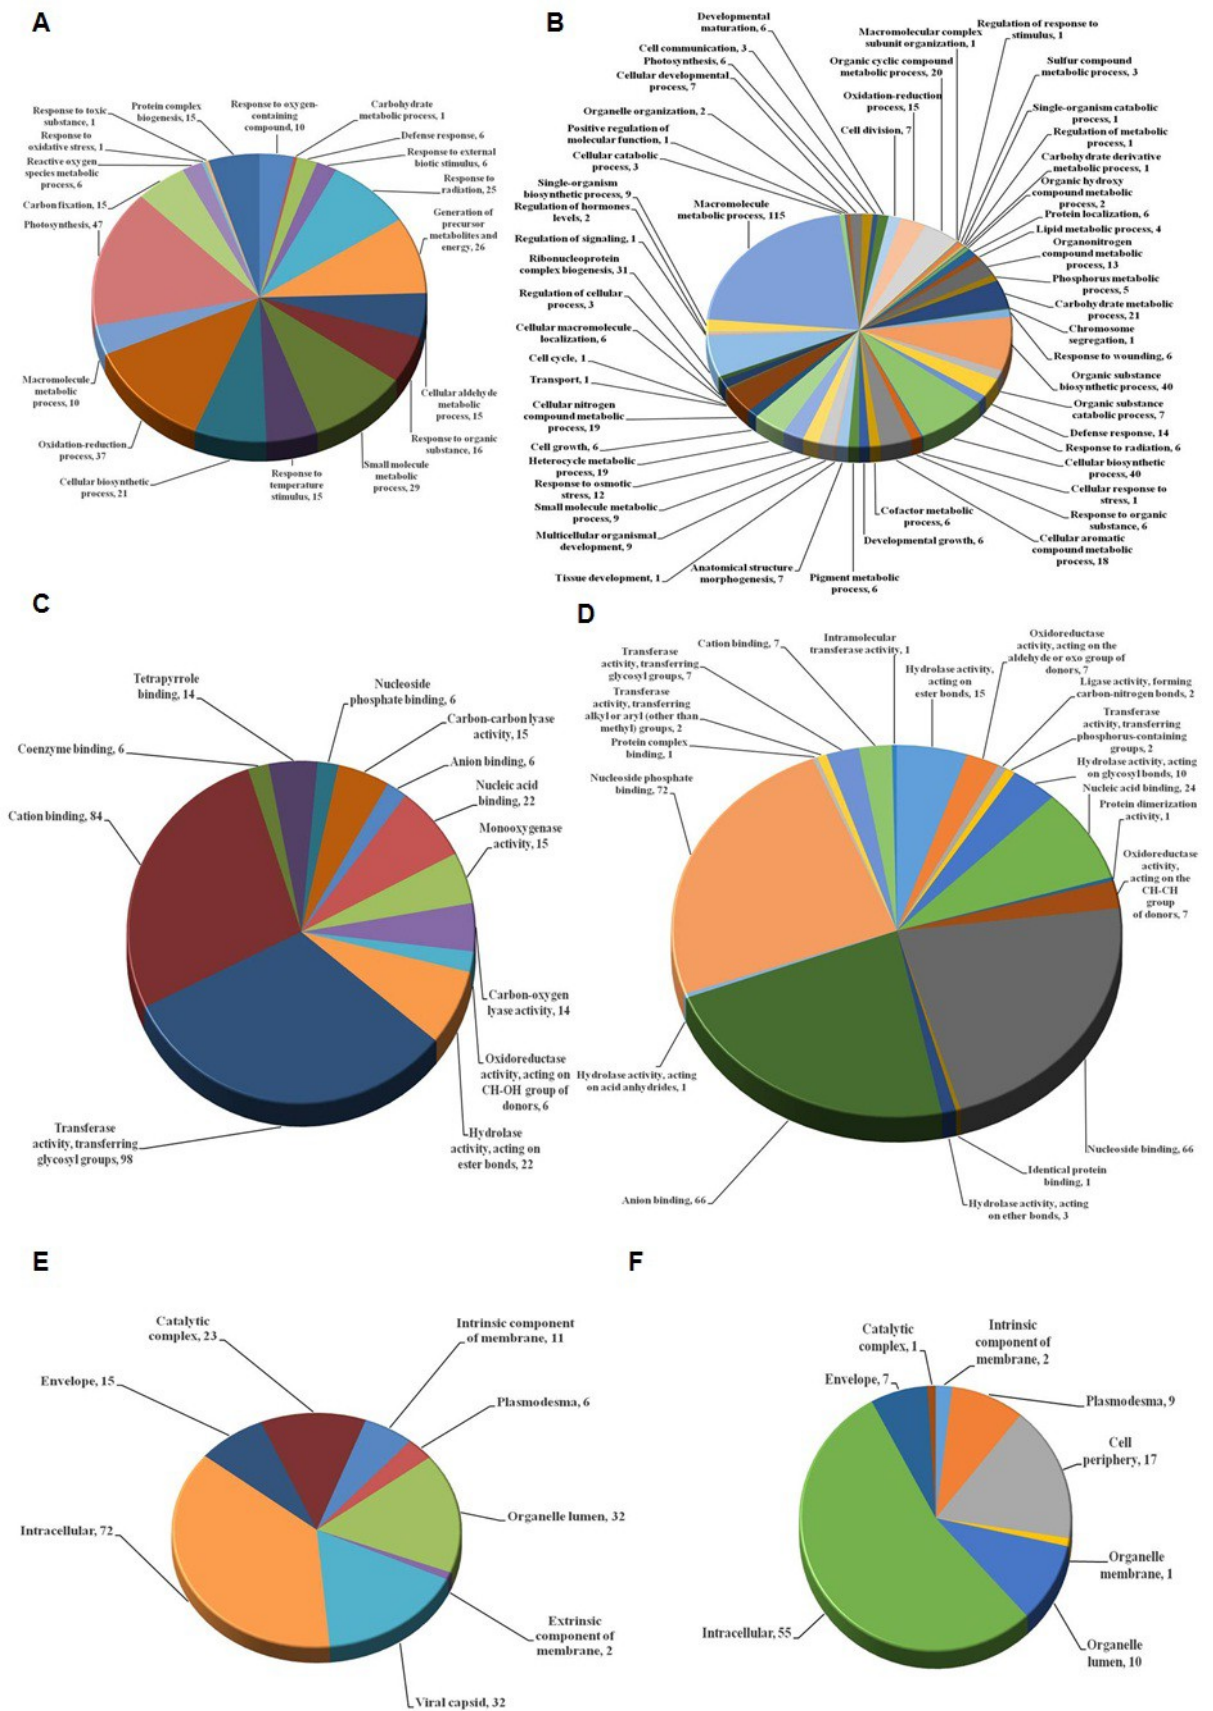 A
Response to toxic
substance, 1
Protein complex
biogenesis, 15
Response to oxygen-
containing
compound, 10
Carbohydrate
metabolic process, 1
Response to
oxidative stress, 1
Defense response, 6
Reactive oxygen
species metabolic
process, 6
Response to external
biotic stimulus, 6
Response to
radiation, 25
Carbon fixation, 15
Generation of
precursor
metabolites and
energy, 26
Photosynthesis, 47
Macromolecule
metabolic
process, 10
Cellular aldehyde
metabolic
process, 15
Oxidation-reduction
process, 37
Response to organic
substance, 16
Cellular biosynthetic
process, 21
Response to
temperature
stimulus, 15
Small molecule
metabolic
process, 29
B
Developmental
maturation, 6
Macromolecular complex
subunit organization, 1
Regulation of response to
stimulus, 1
Cell communication, 3
Photosynthesis, 6
Cellular developmental
process, 7
Organic cyclic compound
metabolic process, 20
Sulfur compound
metabolic process, 3
Organelle organization, 2
Oxidation-reduction
process, 15
Single-organism catabolic
process, 1
Positive regulation of
molecular function, 1
Cell division, 7
Regulation of metabolic
process, 1
Cellular catabolic
process, 3
Carbohydrate derivative
metabolic process, 1
Single-organism
biosynthetic process, 9
Organic hydroxy
compound metabolic
process, 2
Regulation of hormones
levels, 2
Macromolecule
metabolic process, 115
Protein localization, 6
Lipid metabolic process, 4
Regulation of signaling, 1
Organonitrogen
compound metabolic
process, 13
Ribonucleoprotein
complex biogenesis, 31
Phosphorus metabolic
process, 5
Regulation of cellular
process, 3
Carbohydrate metabolic
process, 21
Cellular macromolecule
localization, 6
Chromosome
segregation, 1
Cell cycle, 1
Response to wounding, 6
Transport, 1
Organic substance
biosynthetic process, 40
Cellular nitrogen
compound metabolic
process, 19
Organic substance
catabolic process, 7
Cell growth, 6
Defense response, 14
Heterocycle metabolic
process, 19
Response to radiation, 6
Response to osmotic
stress, 12
Cellular biosynthetic
process, 40
Small molecule metabolic
process, 9
Cellular response to
stress, 1
Multicellular organismal
development, 9
Response to organic
substance, 6
Cofactor metabolic
process, 6
Developmental growth, 6
Cellular aromatic
compound metabolic
process, 18
Tissue development, 1
Anatomical structure
morphogenesis, 7
Pigment metabolic
process, 6
C
Tetrapyrrole
binding, 14
Nucleoside
phosphate binding, 6
Carbon-carbon lyase
activity, 15
Coenzyme binding, 6
Anion binding, 6
Nucleic acid
binding, 22
Cation binding, 84
Monooxygenase
activity, 15
Carbon-oxygen
lyase activity, 14
Oxidoreductase
activity, acting on
CH-OH group of
donors, 6
Transferase
activity, transferring
glycosyl groups, 98
Hydrolase
activity, acting on
ester bonds, 22
D
Cation binding, 7
Intramolecular
transferase activity, 1
Oxidoreductase
activity, acting on the
aldehyde or oxo group of
donors, 7
Transferase
activity, transferring
glycosyl groups, 7
Hydrolase activity,
acting on
ester bonds, 15
Ligase activity, forming
carbon-nitrogen bonds, 2
Transferase
activity, transferring
alkyl or aryl (other than
methyl) groups, 2
Transferase
activity, transferring
phosphorus-containing
groups, 2
Protein complex
binding, 1
Hydrolase activity, acting
on glycosyl bonds, 10
Nucleoside phosphate
binding, 72
Nucleic acid binding, 24
Protein dimerization
activity, 1
Oxidoreductase
activity,
acting on the
CH-CH
group
of donors, 7
Hydrolase activity, acting
on acid anhydrides, 1
Nucleoside binding, 66
Identical protein
binding, 1
Anion binding, 66
Hydrolase activity, acting
on ether bonds, 3
E
Catalytic
complex, 23
Intrinsic component
of membrane, 11
Envelope, 15
Plasmodesma, 6
Organelle lumen, 32
Intracellular, 72
Extrinsic
component of
membrane, 2
Viral capsid, 32
F
Catalytic
complex, 1
Intrinsic
component of
membrane, 2
Envelope, 7
Plasmodesma, 9
Cell
periphery, 17
Organelle
membrane, 1
Intracellular, 55
Organelle
lumen, 10